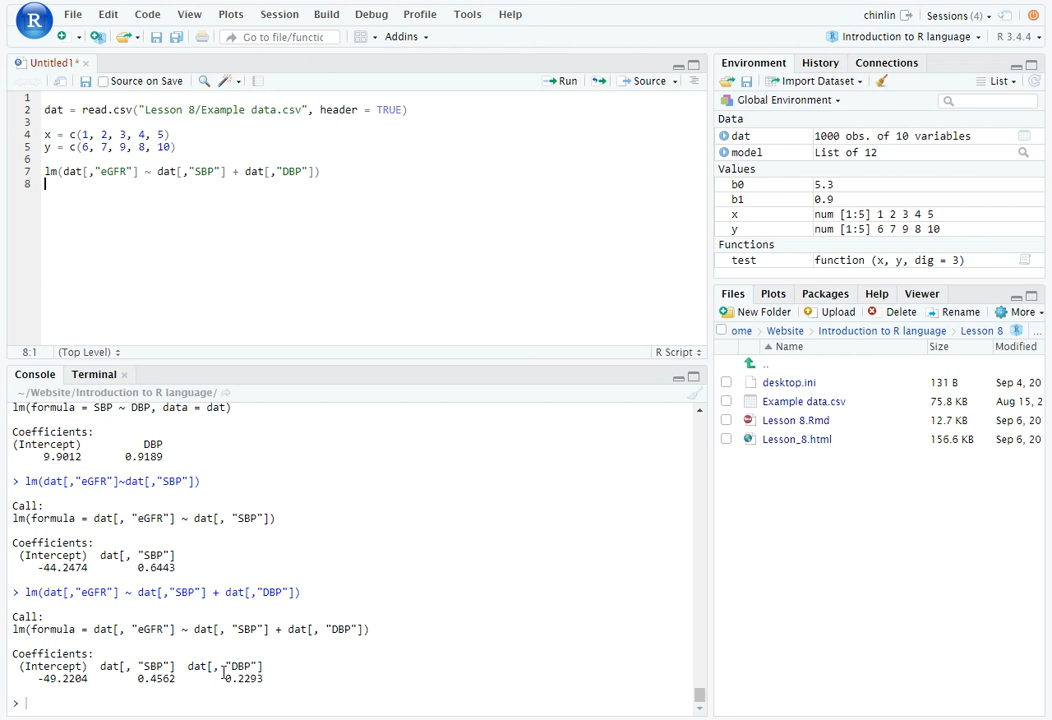 File Edit Code View Plots Session Build Debug Profile Tools Help
chinlin Sessions (4)
Go to file/functic Addins
Introduction to R language R 3.4.4
Untitled1*
Source on Save Run Source
1
2 dat = read.csv("Lesson 8/Example data.csv", header = TRUE)
3
4 x = c(1, 2, 3, 4, 5)
5 y = c(6, 7, 9, 8, 10)
6
7 lm(dat[,"eGFR"] ~ dat[,"SBP"] + dat[,"DBP"])
8
8:1 (Top Level) R Script
Console Terminal
~/Website/Introduction to R language/
lm(formula = SBP ~ DBP, data = dat)
Coefficients:
(Intercept) DBP
9.9012 0.9189
> lm(dat[,"eGFR"]~dat[,"SBP"])
Call:
lm(formula = dat[, "eGFR"] ~ dat[, "SBP"])
Coefficients:
(Intercept) dat[, "SBP"]
-44.2474 0.6443
> lm(dat[,"eGFR"] ~ dat[,"SBP"] + dat[,"DBP"])
Call:
lm(formula = dat[, "eGFR"] ~ dat[, "SBP"] + dat[, "DBP"])
Coefficients:
(Intercept) dat[, "SBP"] dat[, "DBP"]
-49.2204 0.4562 0.2293
>
Environment History Connections
Import Dataset List
Global Environment
Data
dat 1000 obs. of 10 variables
model List of 12
Values
b0 5.3
b1 0.9
x num [1:5] 1 2 3 4 5
y num [1:5] 6 7 9 8 10
Functions
test function (x, y, dig = 3)
Files Plots Packages Help Viewer
New Folder Upload Delete Rename More
ome > Website > Introduction to R language > Lesson 8 ...
Name Size Modified
..
desktop.ini 131 B Sep 4, 20
Example data.csv 75.8 KB Aug 15, 2
Lesson 8.Rmd 12.7 KB Sep 6, 20
Lesson_8.html 156.6 KB Sep 6, 20